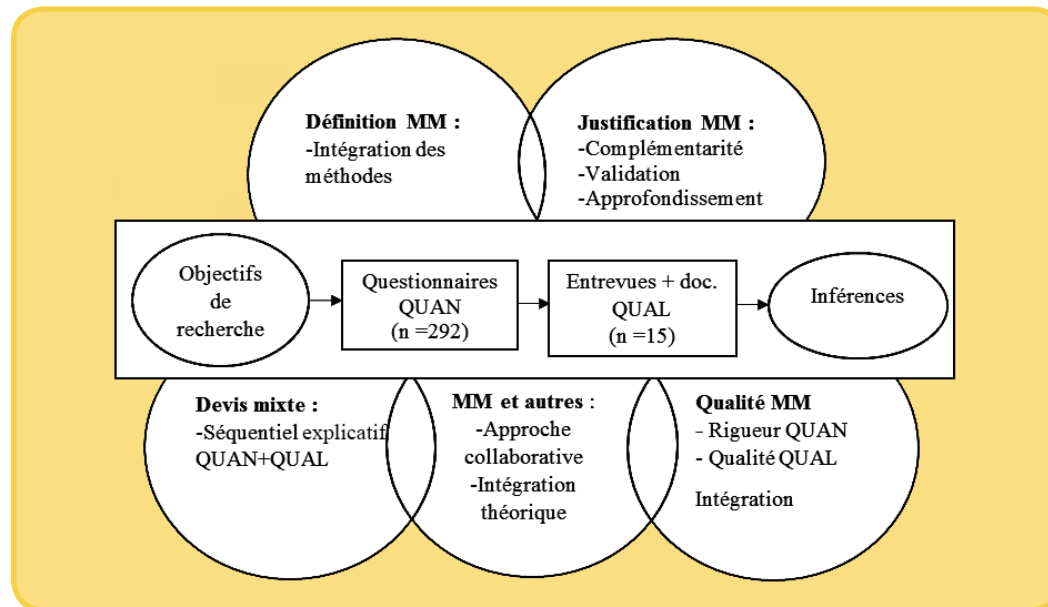 Définition MM :
-Intégration des
méthodes
Justification MM :
-Complémentarité
-Validation
-Approfondissement
Objectifs
de
recherche
Questionnaires
QUAN
(n =292)
Entrevues + doc.
QUAL
(n =15)
Inférences
Devis mixte :
-Séquentiel explicatif
QUAN+QUAL
MM et autres :
-Approche
collaborative
-Intégration
théorique
Qualité MM
- Rigueur QUAN
- Qualité QUAL
Intégration